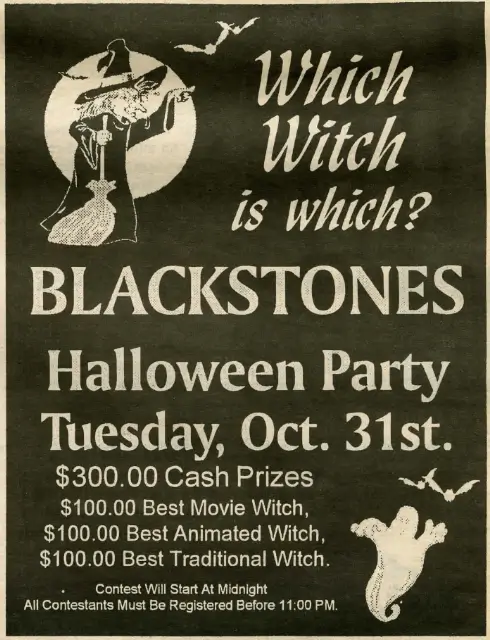 Which
Witch
is which?
BLACKSTONES
Halloween Party
Tuesday, Oct. 31st.
$300.00 Cash Prizes
$100.00 Best Movie Witch,
$100.00 Best Animated Witch,
$100.00 Best Traditional Witch.
Contest Will Start At Midnight
All Contestants Must Be Registered Before 11:00 PM.